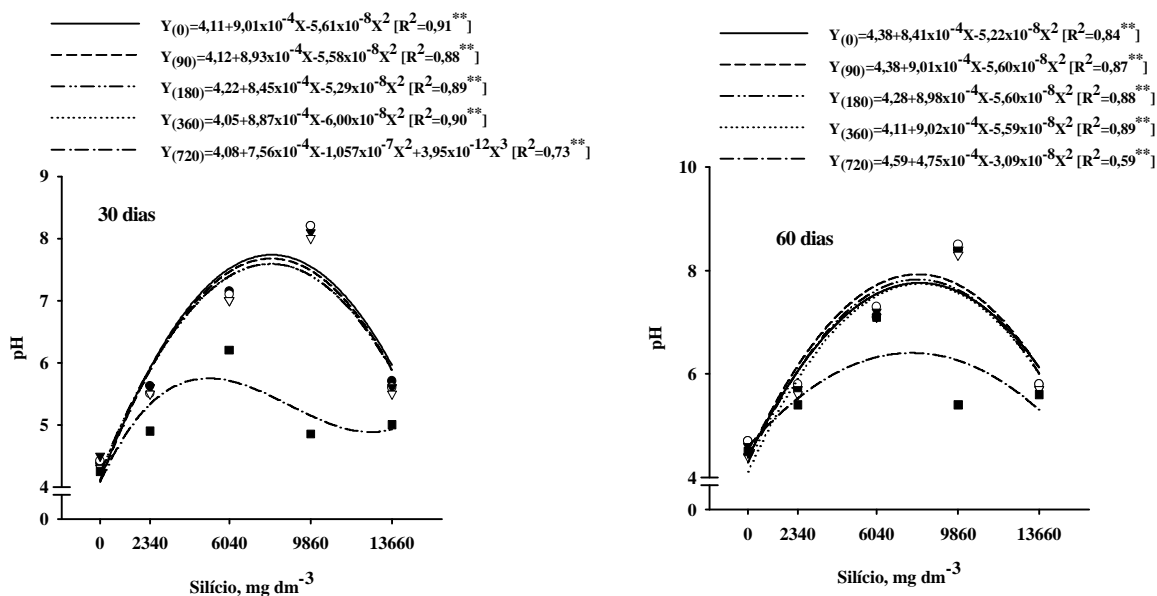 Y(0)=4,11+9,01x10-4X-5,61x10-8X2 [R2=0,91**]
Y(90)=4,12+8,93x10-4X-5,58x10-8X2 [R2=0,88**]
Y(180)=4,22+8,45x10-4X-5,29x10-8X2 [R2=0,89**]
Y(360)=4,05+8,87x10-4X-6,00x10-8X2 [R2=0,90**]
Y(720)=4,08+7,56x10-4X-1,057x10-7X2+3,95x10-12X3 [R2=0,73**]
9
30 dias
8
7
pH
6
5
4
0
0 2340 6040 9860 13660
Silício, mg dm-3
Y(0)=4,38+8,41x10-4X-5,22x10-8X2 [R2=0,84**]
Y(90)=4,38+9,01x10-4X-5,60x10-8X2 [R2=0,87**]
Y(180)=4,28+8,98x10-4X-5,60x10-8X2 [R2=0,88**]
Y(360)=4,11+9,02x10-4X-5,59x10-8X2 [R2=0,89**]
Y(720)=4,59+4,75x10-4X-3,09x10-8X2 [R2=0,59**]
10
60 dias
8
pH
6
4
0
0 2340 6040 9860 13660
Silício, mg dm-3